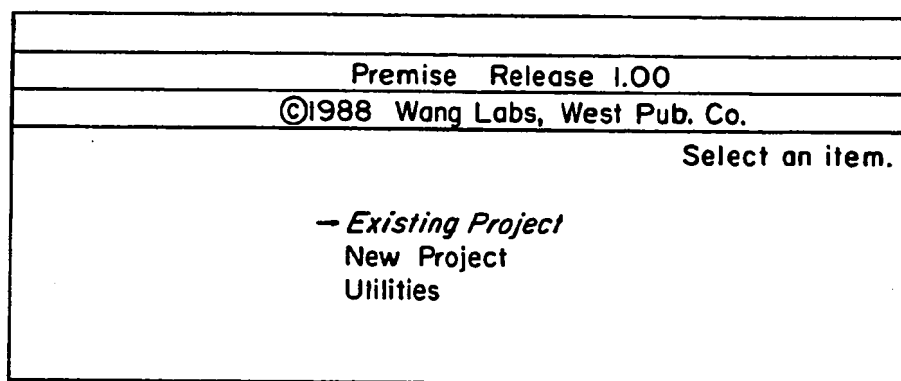 Premise Release 1.00
©1988 Wang Labs, West Pub. Co.
Select an item.
– Existing Project
New Project
Utilities